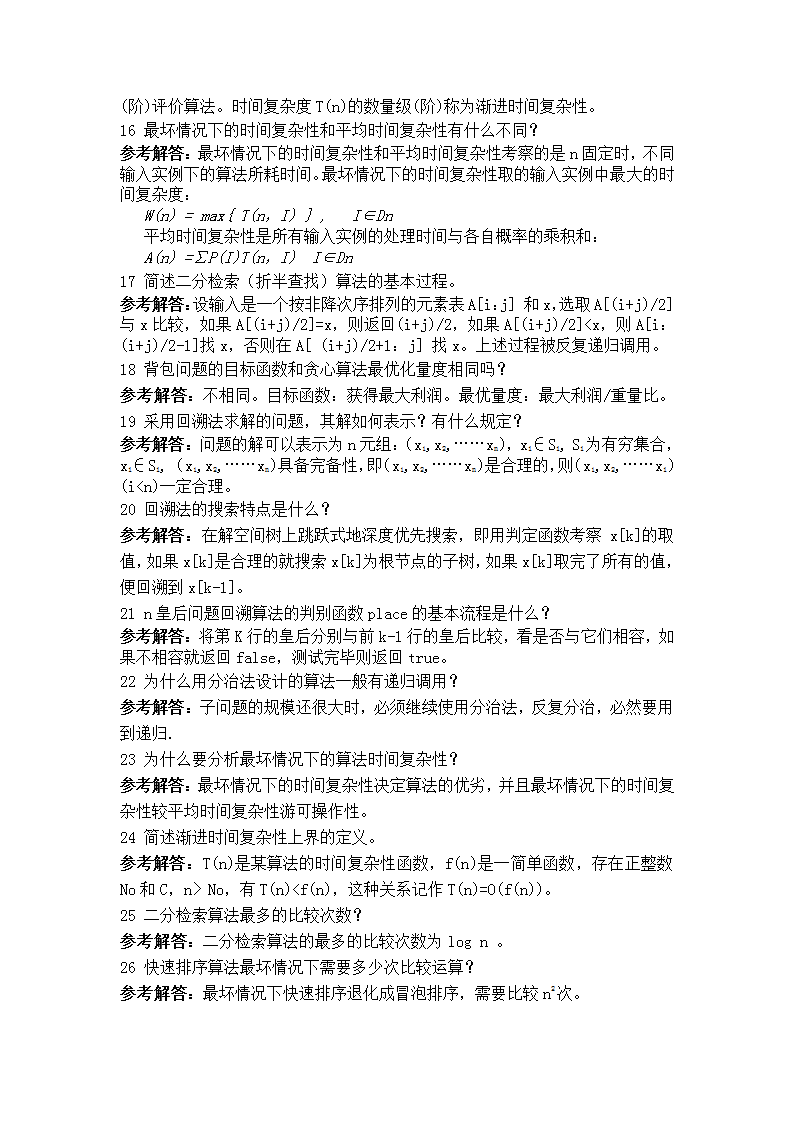 (阶)评价算法。时间复杂度T(n)的数量级(阶)称为渐进时间复杂性。
16 最坏情况下的时间复杂性和平均时间复杂性有什么不同？
参考解答：最坏情况下的时间复杂性和平均时间复杂性考察的是n固定时，不同
输入实例下的算法所耗时间。最坏情况下的时间复杂性取的输入实例中最大的时
间复杂度：
W(n) = max{ T(n，I) } ， I∈Dn
平均时间复杂性是所有输入实例的处理时间与各自概率的乘积和：
A(n) =∑P(I)T(n，I) I∈Dn
17 简述二分检索（折半查找）算法的基本过程。
参考解答：设输入是一个按非降次序排列的元素表A[i：j] 和x，选取A[(i+j)/2]
与x比较，如果A[(i+j)/2]=x，则返回(i+j)/2，如果A[(i+j)/2]<x，则A[i：
(i+j)/2-1]找x，否则在A[ (i+j)/2+1：j] 找x。上述过程被反复递归调用。
18 背包问题的目标函数和贪心算法最优化量度相同吗？
参考解答：不相同。目标函数：获得最大利润。最优量度：最大利润/重量比。
19 采用回溯法求解的问题，其解如何表示？有什么规定？
参考解答：问题的解可以表示为n元组：(x₁,x₂,……xₙ)，x₁∈S₁, S₁为有穷集合，
x₁∈S₁, (x₁,x₂,……xₙ)具备完备性，即(x₁,x₂,……xₙ)是合理的，则(x₁,x₂,……x₁)
(i<n)一定合理。
20 回溯法的搜索特点是什么？
参考解答：在解空间树上跳跃式地深度优先搜索，即用判定函数考察 x[k]的取
值，如果x[k]是合理的就搜索x[k]为根节点的子树，如果x[k]取完了所有的值，
便回溯到x[k-1]。
21 n皇后问题回溯算法的判别函数place的基本流程是什么？
参考解答：将第K行的皇后分别与前k-1行的皇后比较，看是否与它们相容，如
果不相容就返回false，测试完毕则返回true。
22 为什么用分治法设计的算法一般有递归调用？
参考解答：子问题的规模还很大时，必须继续使用分治法，反复分治，必然要用
到递归.
23 为什么要分析最坏情况下的算法时间复杂性？
参考解答：最坏情况下的时间复杂性决定算法的优劣，并且最坏情况下的时间复
杂性较平均时间复杂性游可操作性。
24 简述渐进时间复杂性上界的定义。
参考解答：T(n)是某算法的时间复杂性函数，f(n)是一简单函数，存在正整数
No和C，n> No，有T(n)<f(n)，这种关系记作T(n)=O(f(n))。
25 二分检索算法最多的比较次数？
参考解答：二分检索算法的最多的比较次数为 log n 。
26 快速排序算法最坏情况下需要多少次比较运算？
参考解答：最坏情况下快速排序退化成冒泡排序，需要比较n²次。